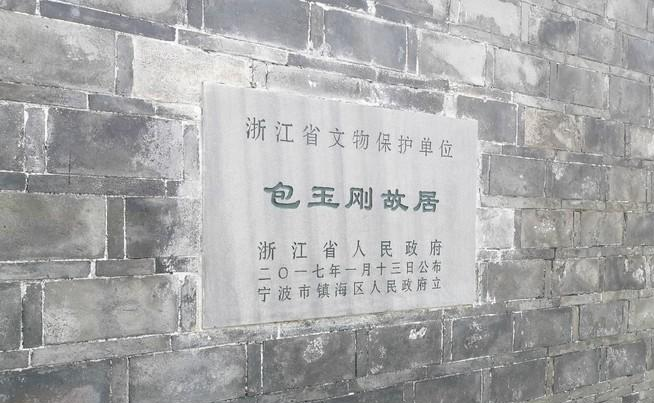 浙江省文物保护单位
包玉刚故居
浙江省人民政府
二〇一七年一月十三日公布
宁波市镇海区人民政府立